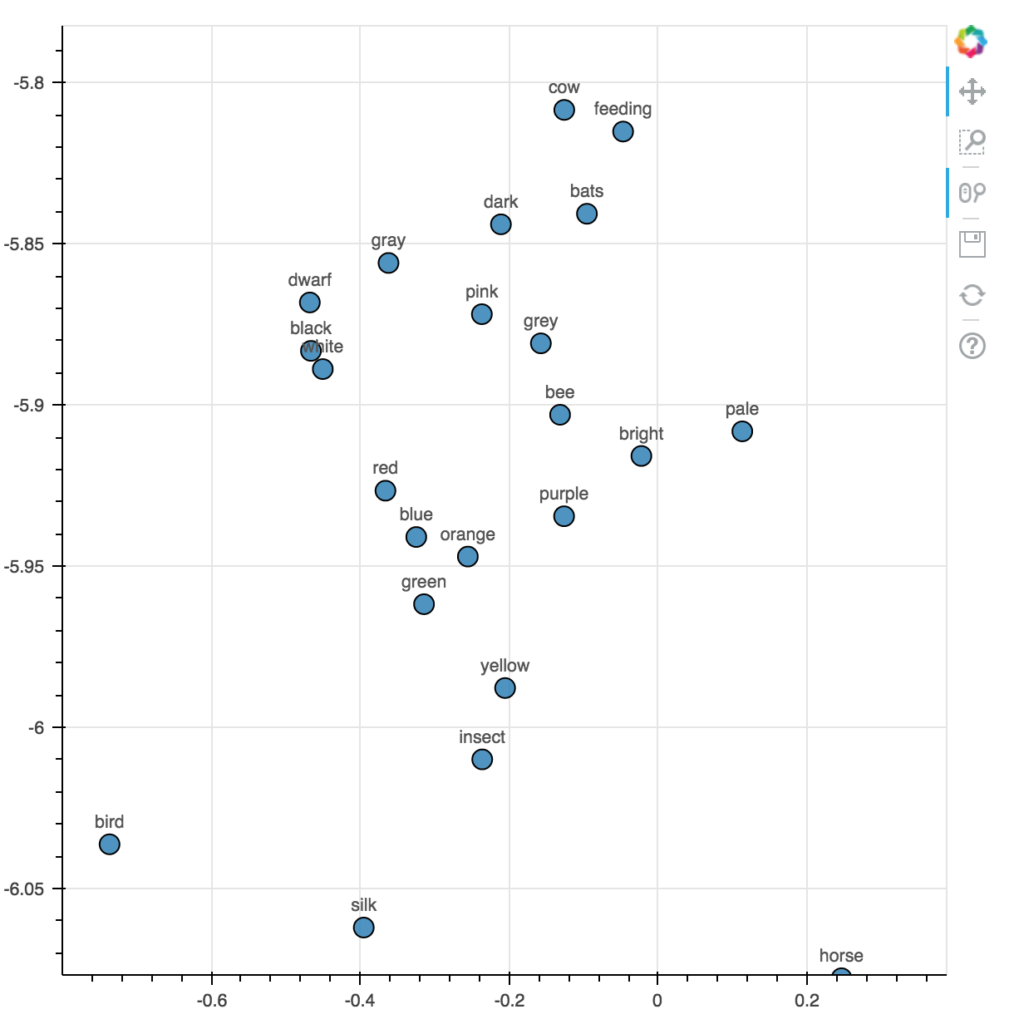 -5.8
cow
feeding
bats
dark
-5.85
gray
dwarf
pink
black
grey
white
bee
-5.9
pale
bright
red
purple
blue
orange
-5.95
green
yellow
-6
insect
bird
-6.05
silk
horse
-0.6
-0.4
-0.2
0
0.2